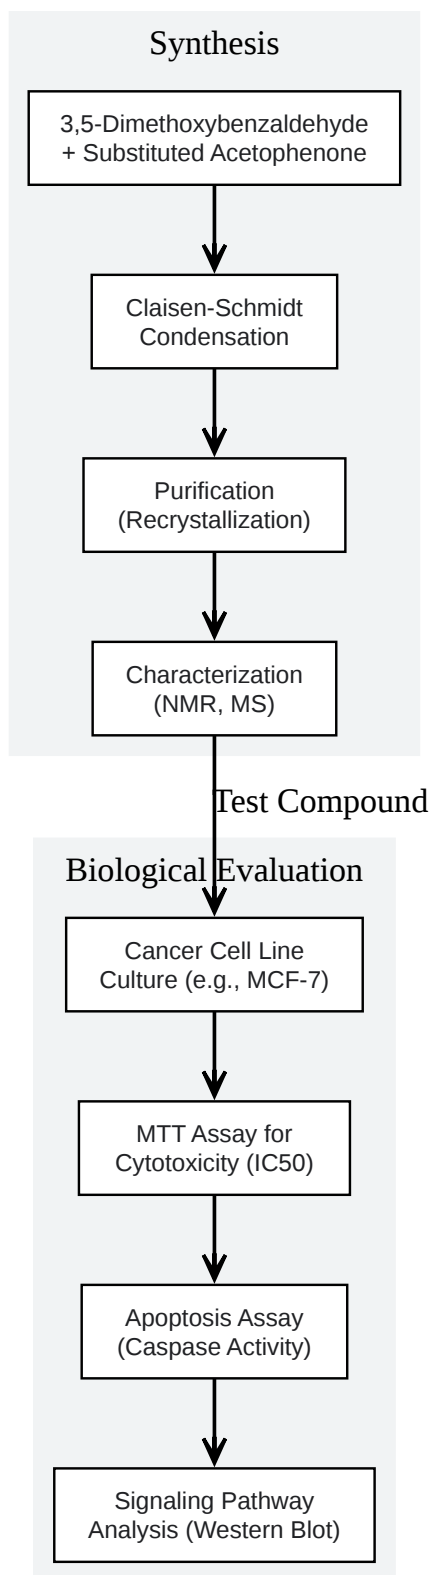 Synthesis
3,5-Dimethoxybenzaldehyde
+ Substituted Acetophenone
Claisen-Schmidt
Condensation
Purification
(Recrystallization)
Characterization
(NMR, MS)
Test Compound
Biological Evaluation
Cancer Cell Line
Culture (e.g., MCF-7)
MTT Assay for
Cytotoxicity (IC50)
Apoptosis Assay
(Caspase Activity)
Signaling Pathway
Analysis (Western Blot)